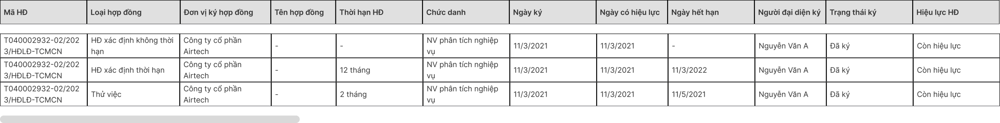 Mã HĐ Loại hợp đồng Đơn vị ký hợp đồng Tên hợp đồng Thời hạn HĐ Chức danh Ngày ký Ngày có hiệu lực Ngày hết hạn Người đại diện ký Trạng thái ký Hiệu lực HĐ
T040002932-02/202 HĐ xác định không thời Công ty cổ phần NV phân tích nghiệp
3/HĐLĐ-TCMCN hạn Airtech - - vụ 11/3/2021 11/3/2021 - Nguyễn Văn A Đã ký Còn hiệu lực
T040002932-02/202 Công ty cổ phần NV phân tích nghiệp
3/HĐLĐ-TCMCN HĐ xác định thời hạn Airtech - 12 tháng vụ 11/3/2021 11/3/2021 11/3/2022 Nguyễn Văn A Đã ký Còn hiệu lực
T040002932-02/202 Công ty cổ phần NV phân tích nghiệp
3/HĐLĐ-TCMCN Thử việc Airtech - 2 tháng vụ 11/3/2021 11/3/2021 11/5/2021 Nguyễn Văn A Đã ký Còn hiệu lực